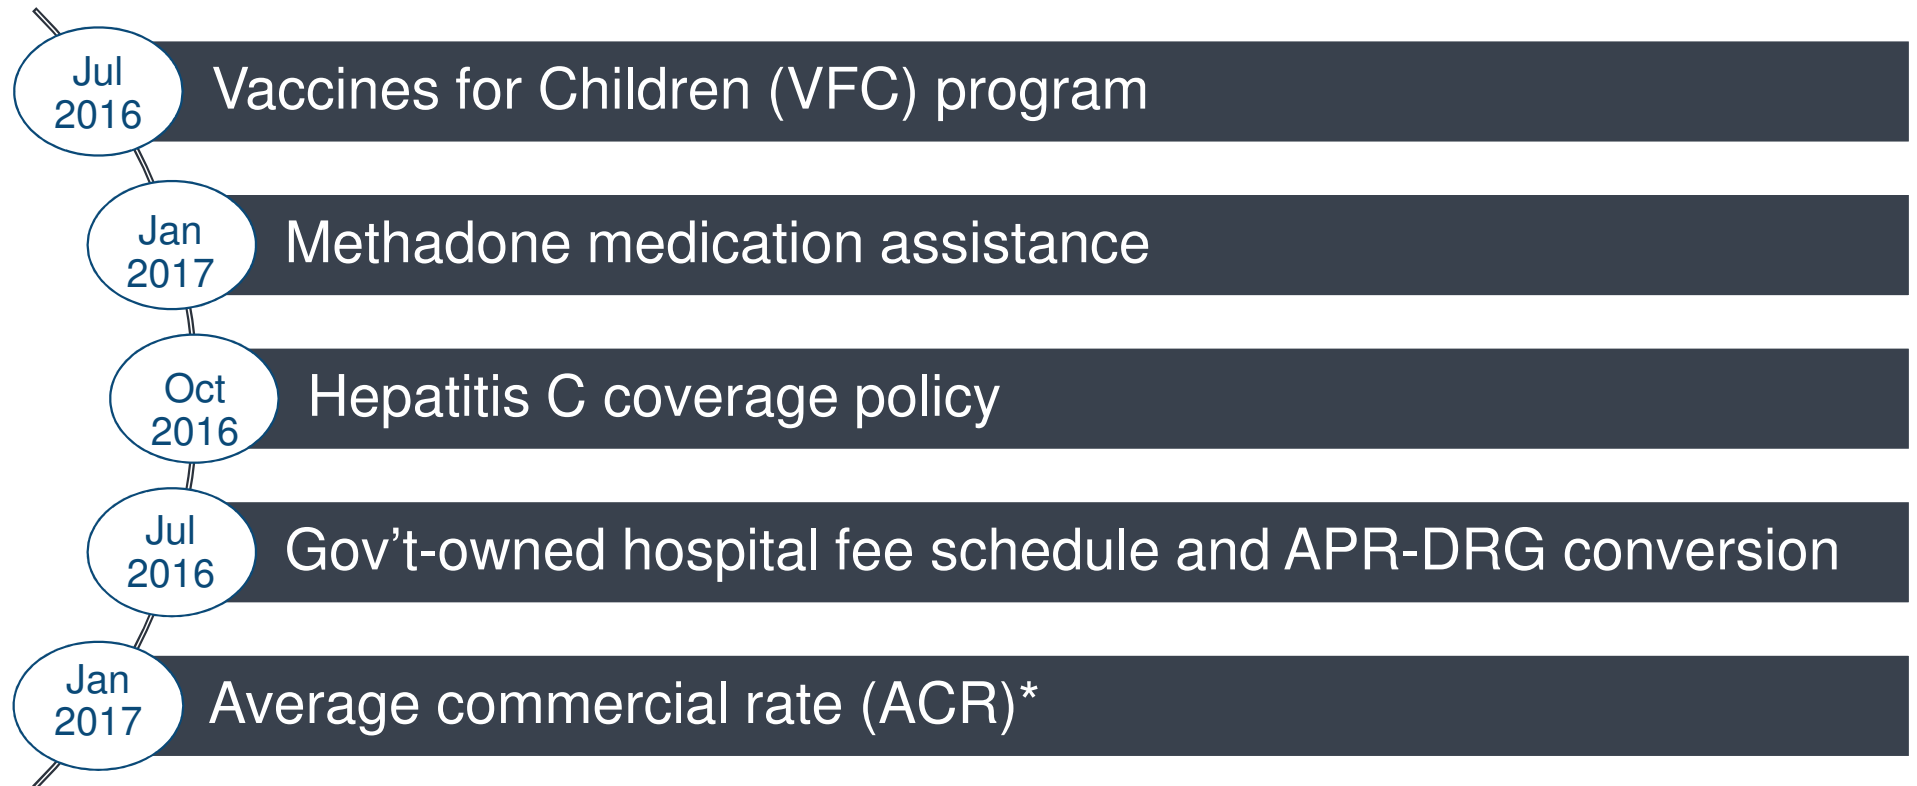 Jul
2016
Vaccines for Children (VFC) program
Jan
2017
Methadone medication assistance
Oct
2016
Hepatitis C coverage policy
Jul
2016
Gov’t-owned hospital fee schedule and APR-DRG conversion
Jan
2017
Average commercial rate (ACR)*